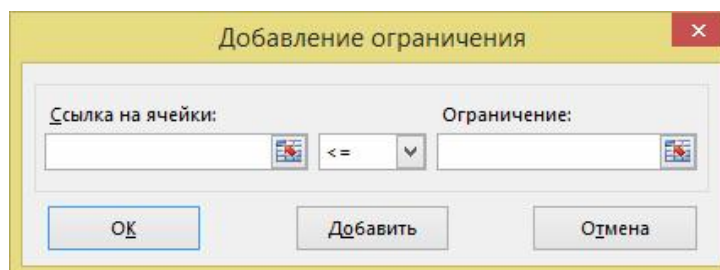 Добавление ограничения
Ссылка на ячейки: Ограничение:
<=
ОК Добавить Отмена